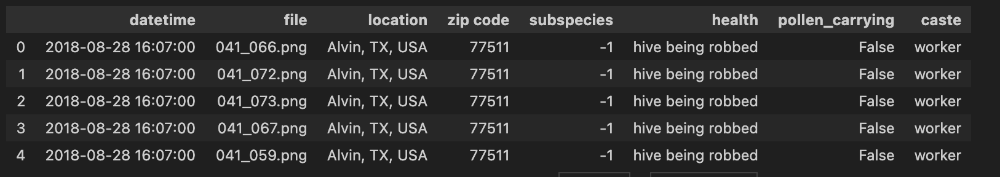 datetime file location zip code subspecies health pollen_carrying caste
0 2018-08-28 16:07:00 041_066.png Alvin, TX, USA 77511 -1 hive being robbed False worker
1 2018-08-28 16:07:00 041_072.png Alvin, TX, USA 77511 -1 hive being robbed False worker
2 2018-08-28 16:07:00 041_073.png Alvin, TX, USA 77511 -1 hive being robbed False worker
3 2018-08-28 16:07:00 041_067.png Alvin, TX, USA 77511 -1 hive being robbed False worker
4 2018-08-28 16:07:00 041_059.png Alvin, TX, USA 77511 -1 hive being robbed False worker